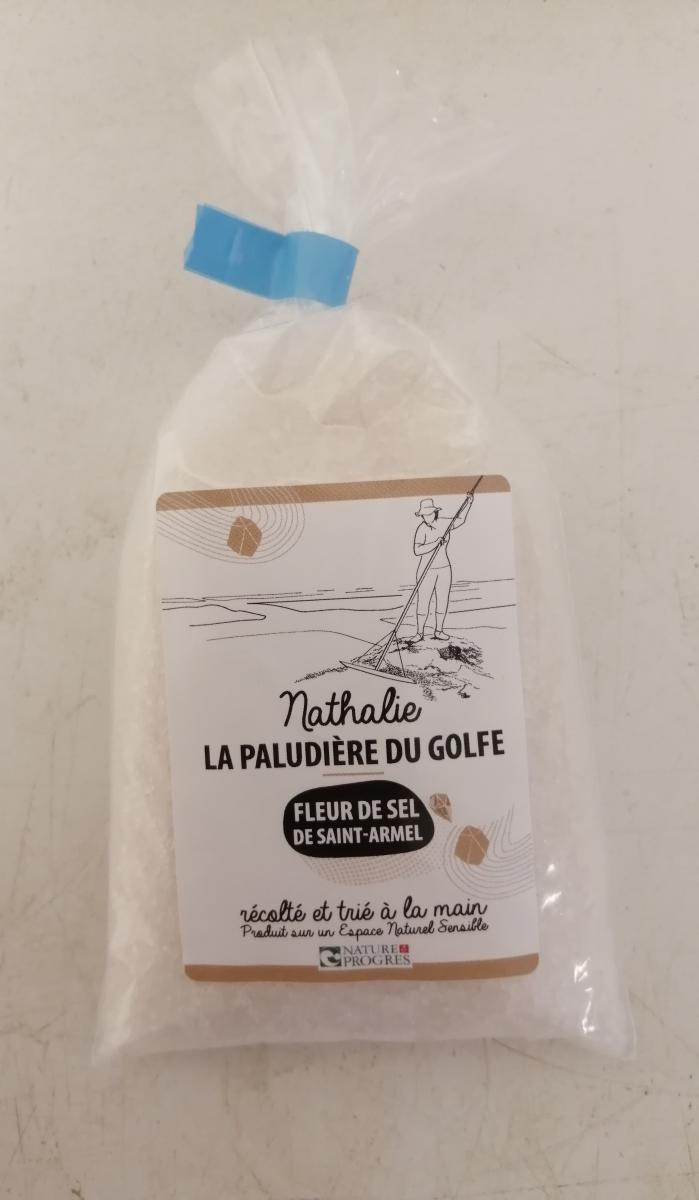 Nathalie
LA PALUDIÈRE DU GOLFE
FLEUR DE SEL
DE SAINT-ARMEL
récolté et trié à la main
Produit sur un Espace Naturel Sensible
NATURE &
PROGRES